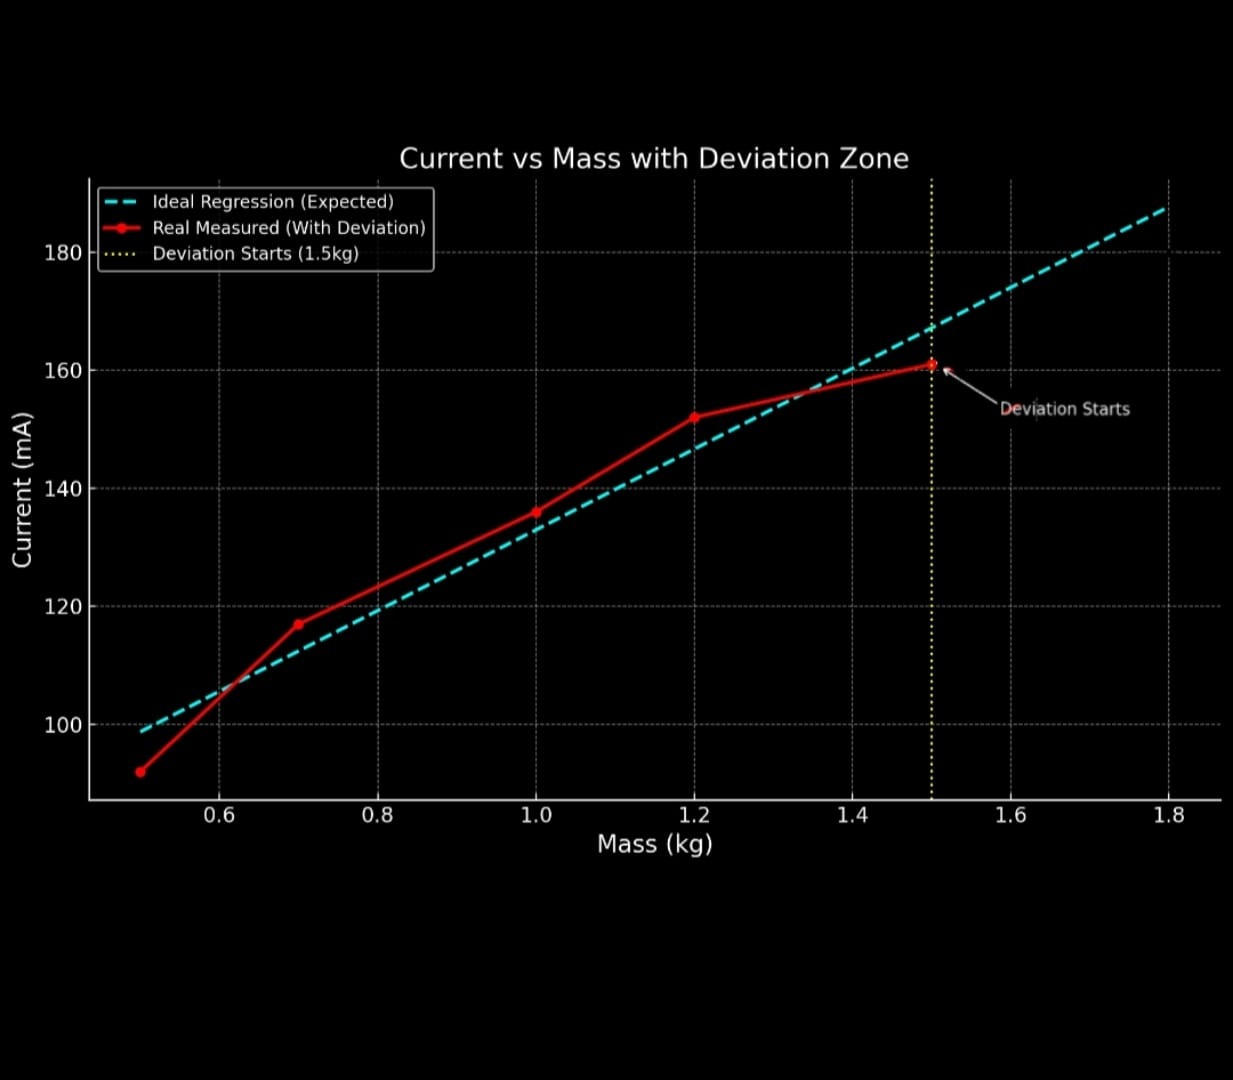 Current vs Mass with Deviation Zone
Ideal Regression (Expected)
Real Measured (With Deviation)
Deviation Starts (1.5kg)
180
160
140
120
100
Current (mA)
Deviation Starts
0.6 0.8 1.0 1.2 1.4 1.6 1.8
Mass (kg)